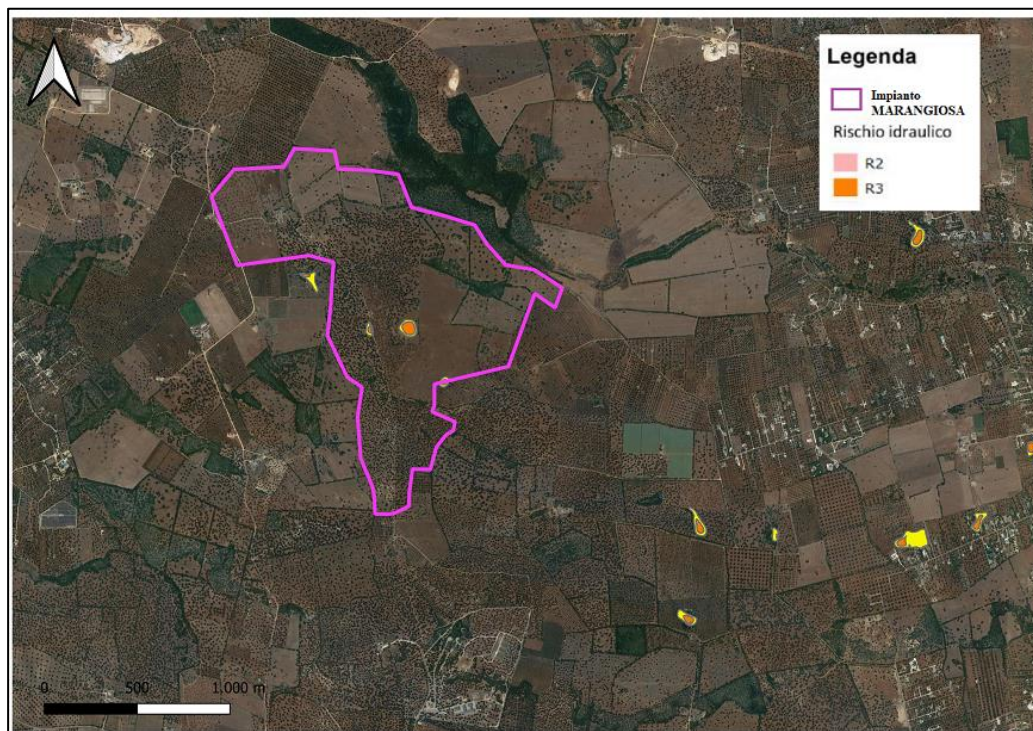 Legenda
Impianto
MARANGIOSA
Rischio idraulico
R2
R3
0 500 1.000 m